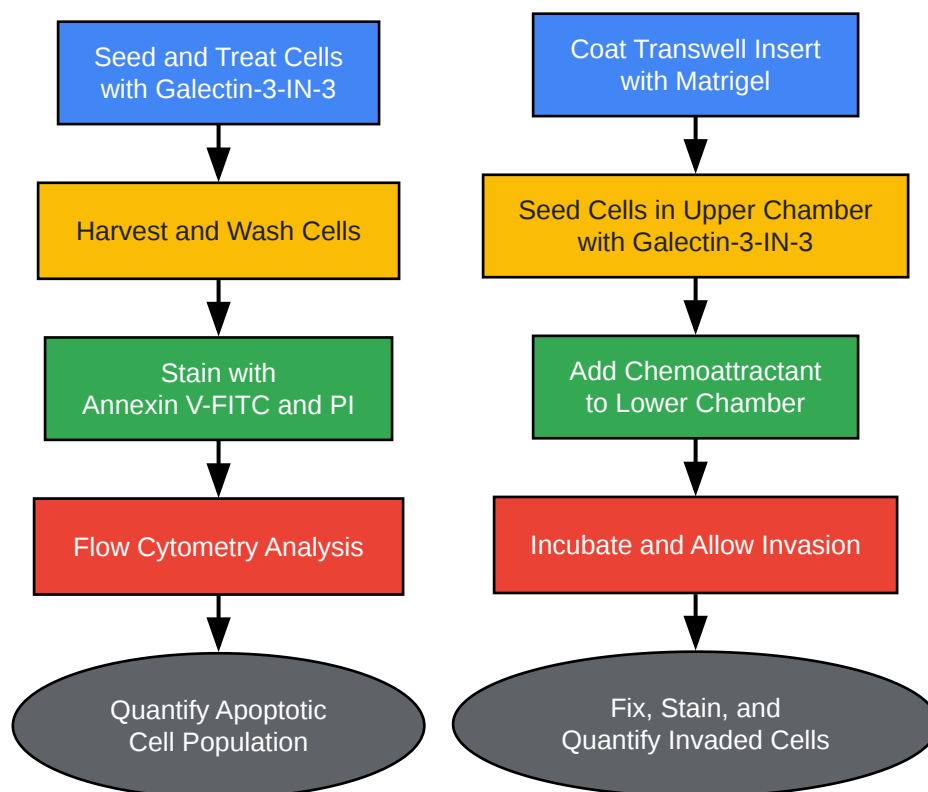 Seed and Treat Cells
with Galectin-3-IN-3
Harvest and Wash Cells
Stain with
Annexin V-FITC and PI
Flow Cytometry Analysis
Quantify Apoptotic
Cell Population
Coat Transwell Insert
with Matrigel
Seed Cells in Upper Chamber
with Galectin-3-IN-3
Add Chemoattractant
to Lower Chamber
Incubate and Allow Invasion
Fix, Stain, and
Quantify Invaded Cells